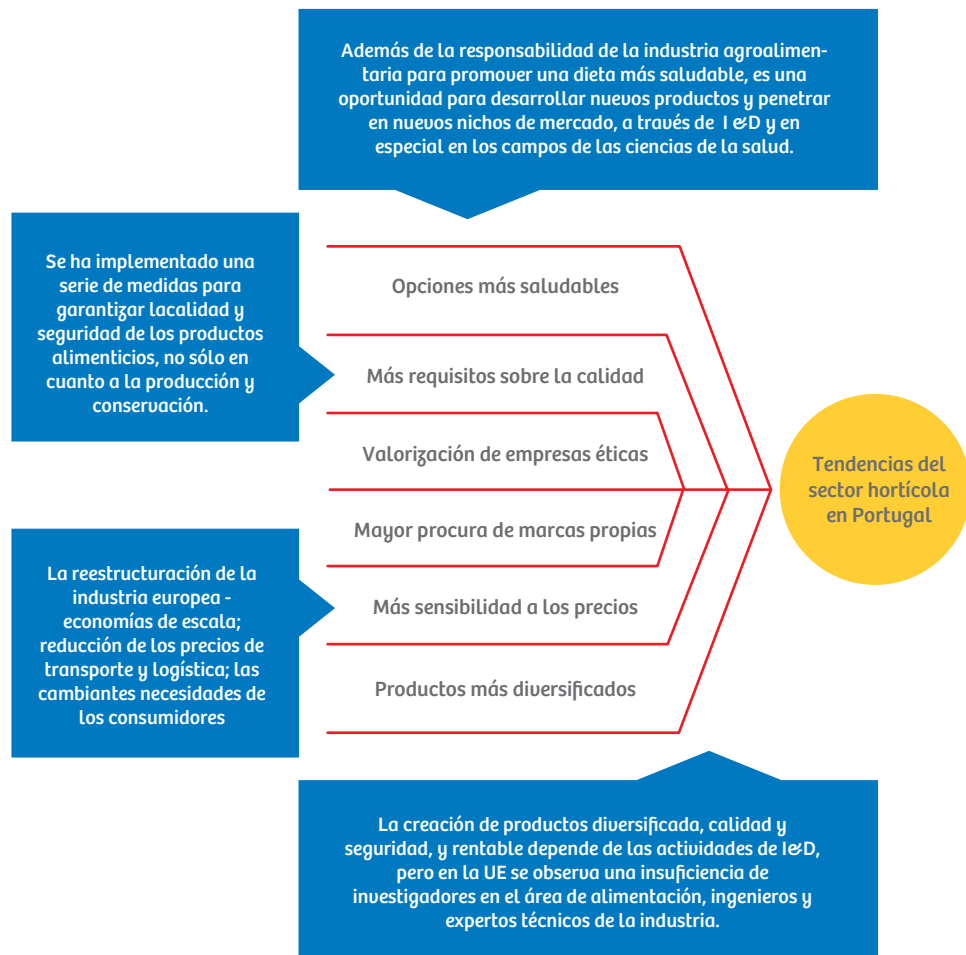 Además de la responsabilidad de la industria agroalimen-
taria para promover una dieta más saludable, es una
oportunidad para desarrollar nuevos productos y penetrar
en nuevos nichos de mercado, a través de  I &D y en
especial en los campos de las ciencias de la salud.
Se ha implementado una
serie de medidas para
garantizar lacalidad y
seguridad de los productos
alimenticios, no sólo en
cuanto a la producción y
conservación.
Opciones más saludables
Más requisitos sobre la calidad
Valorización de empresas éticas
Mayor procura de marcas propias
Más sensibilidad a los precios
Productos más diversificados
Tendencias del
sector hortícola
en Portugal
La reestructuración de la
industria europea -
economías de escala;
reducción de los precios de
transporte y logística; las
cambiantes necesidades de
los consumidores
La creación de productos diversificada, calidad y
seguridad, y rentable depende de las actividades de I&D,
pero en la UE se observa una insuficiencia de
investigadores en el área de alimentación, ingenieros y
expertos técnicos de la industria.